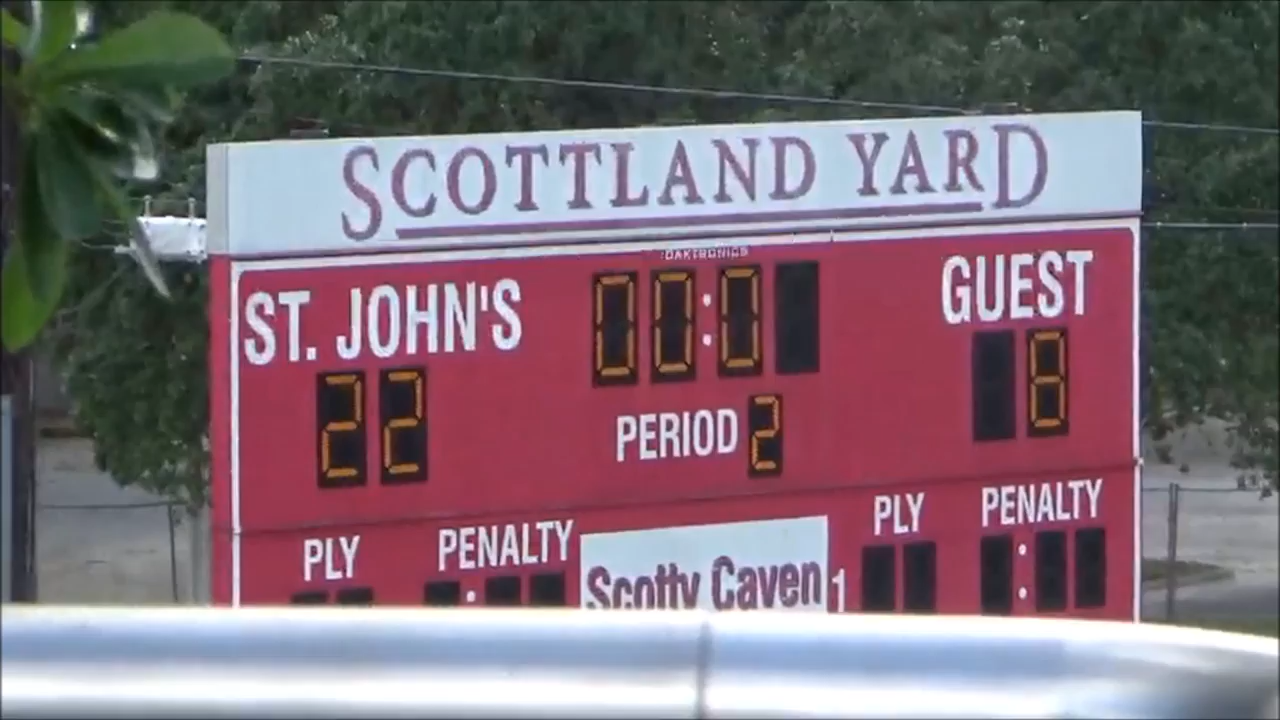 SCOTTLAND YARD
DAKTRONICS
ST. JOHN'S 00:0 GUEST
22 PERIOD 2 8
PLY PENALTY PLY PENALTY
Scotty Caven 1